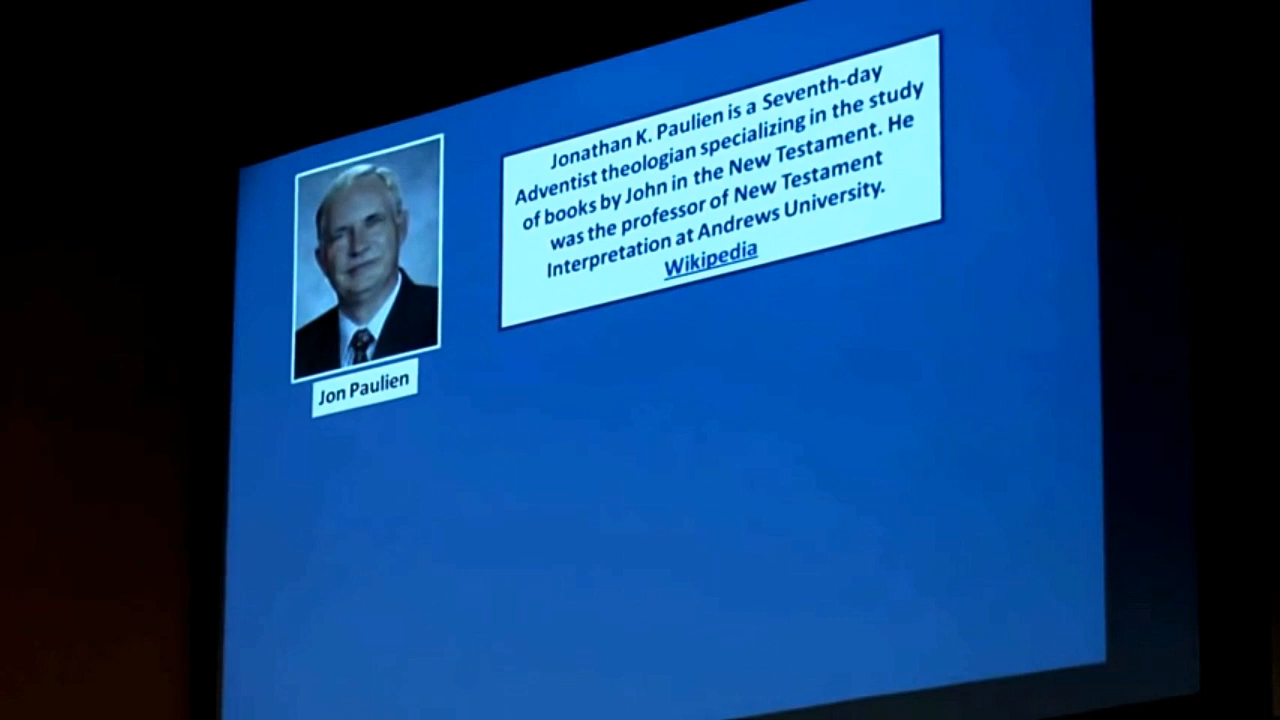 Jonathan K. Paulien is a Seventh-day
Adventist theologian specializing in the study
of books by John in the New Testament. He
was the professor of New Testament
Interpretation at Andrews University.
Wikipedia
Jon Paulien